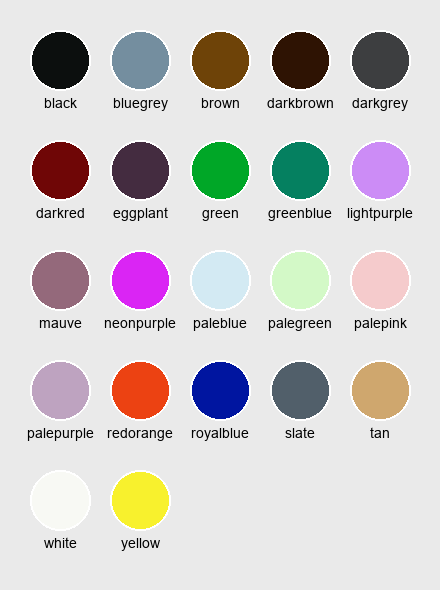 black bluegrey brown darkbrown darkgrey
darkred eggplant green greenblue lightpurple
mauve neonpurple paleblue palegreen palepink
palepurple redorange royalblue slate tan
white yellow